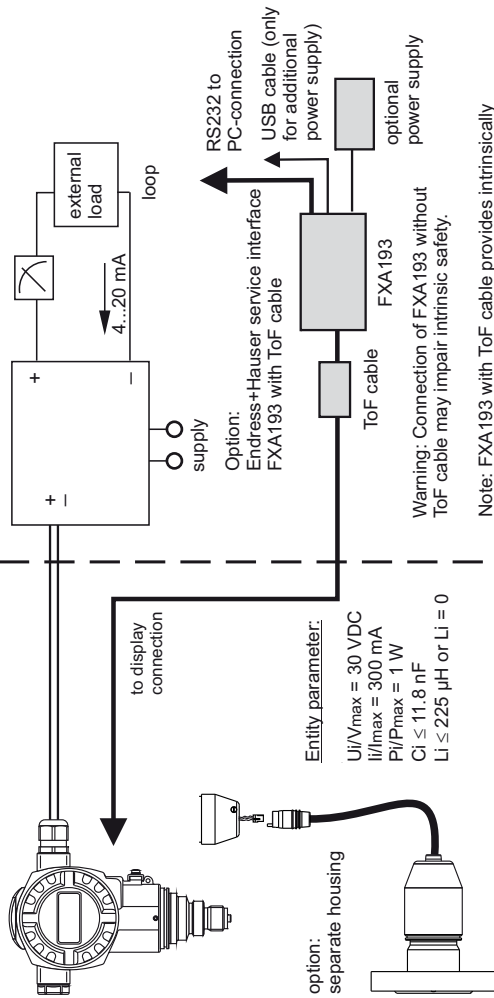 +
–
+
–
supply
4...20 mA
external
load
loop
Option:
Endress+Hauser service interface
FXA193 with ToF cable
RS232 to
PC-connection
USB cable (only
for additional
power supply)
to display
connection
ToF cable
FXA193
optional
power supply
Entity parameter:
Ui/Vmax = 30 VDC
Ii/Imax = 300 mA
Pi/Pmax = 1 W
Ci ≤ 11.8 nF
Li ≤ 225 µH or Li = 0
Warning: Connection of FXA193 without
ToF cable may impair intrinsic safety.
option:
separate housing
Note: FXA193 with ToF cable provides intrinsically